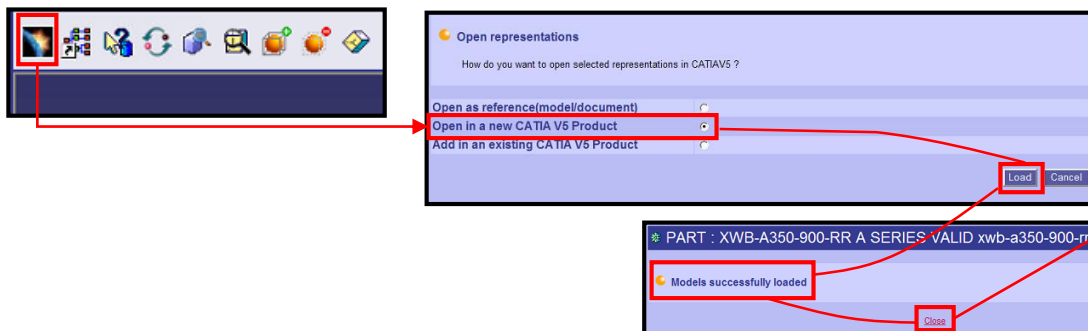 Open representations
How do you want to open selected representations in CATIAV5 ?
Open as reference(model/document)
Open in a new CATIA V5 Product
Add in an existing CATIA V5 Product
Load Cancel
PART : XWB-A350-900-RR A SERIES VALID xwb-a350-900-rr
Models successfully loaded
Close